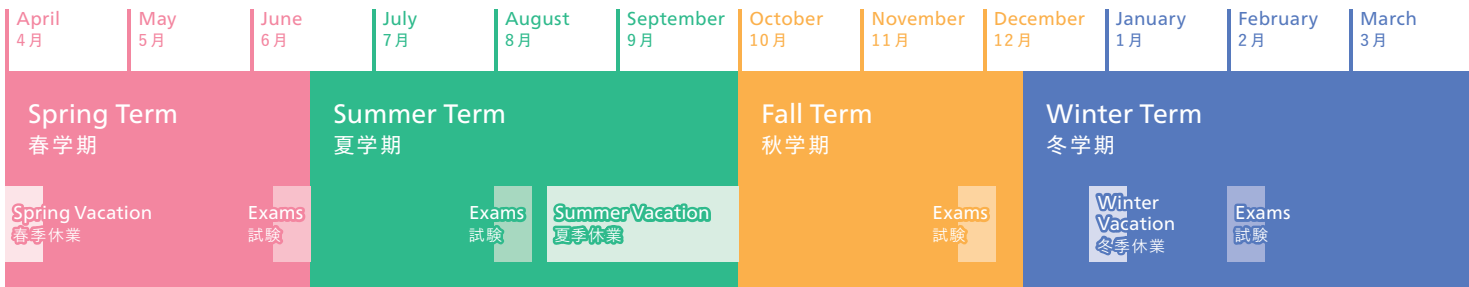 April
4月
May
5月
June
6月
July
7月
August
8月
September
9月
October
10月
November
11月
December
12月
January
1月
February
2月
March
3月
Spring Term
春学期
Summer Term
夏学期
Fall Term
秋学期
Winter Term
冬学期
Spring Vacation
春季休業
Exams
試験
Exams
試験
Summer Vacation
夏季休業
Exams
試験
Winter
Vacation
冬季休業
Exams
試験